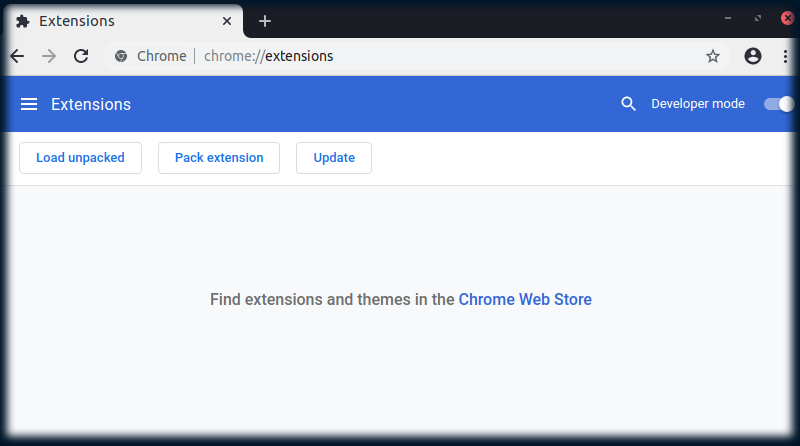 Extensions
Chrome chrome://extensions
Extensions Developer mode
Load unpacked Pack extension Update
Find extensions and themes in the Chrome Web Store